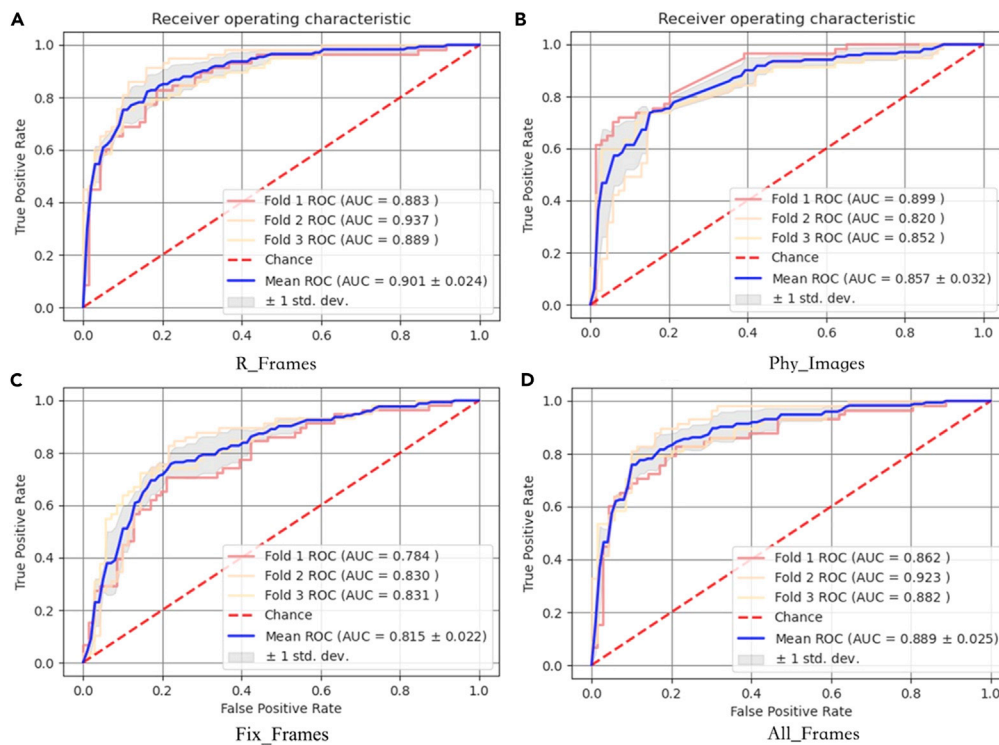 A
Receiver operating characteristic
True Positive Rate
1.0
0.8
0.6
0.4
0.2
0.0
Fold 1 ROC (AUC = 0.883 )
Fold 2 ROC (AUC = 0.937 )
Fold 3 ROC (AUC = 0.889 )
Chance
Mean ROC (AUC = 0.901 ± 0.024)
± 1 std. dev.
0.0 0.2 0.4 0.6 0.8 1.0
R_Frames
B
Receiver operating characteristic
True Positive Rate
1.0
0.8
0.6
0.4
0.2
0.0
Fold 1 ROC (AUC = 0.899 )
Fold 2 ROC (AUC = 0.820 )
Fold 3 ROC (AUC = 0.852 )
Chance
Mean ROC (AUC = 0.857 ± 0.032)
± 1 std. dev.
0.0 0.2 0.4 0.6 0.8 1.0
Phy_Images
C
True Positive Rate
1.0
0.8
0.6
0.4
0.2
0.0
Fold 1 ROC (AUC = 0.784 )
Fold 2 ROC (AUC = 0.830 )
Fold 3 ROC (AUC = 0.831 )
Chance
Mean ROC (AUC = 0.815 ± 0.022)
± 1 std. dev.
0.0 0.2 0.4 0.6 0.8 1.0
False Positive Rate
Fix_Frames
D
True Positive Rate
1.0
0.8
0.6
0.4
0.2
0.0
Fold 1 ROC (AUC = 0.862 )
Fold 2 ROC (AUC = 0.923 )
Fold 3 ROC (AUC = 0.882 )
Chance
Mean ROC (AUC = 0.889 ± 0.025)
± 1 std. dev.
0.0 0.2 0.4 0.6 0.8 1.0
False Positive Rate
All_Frames